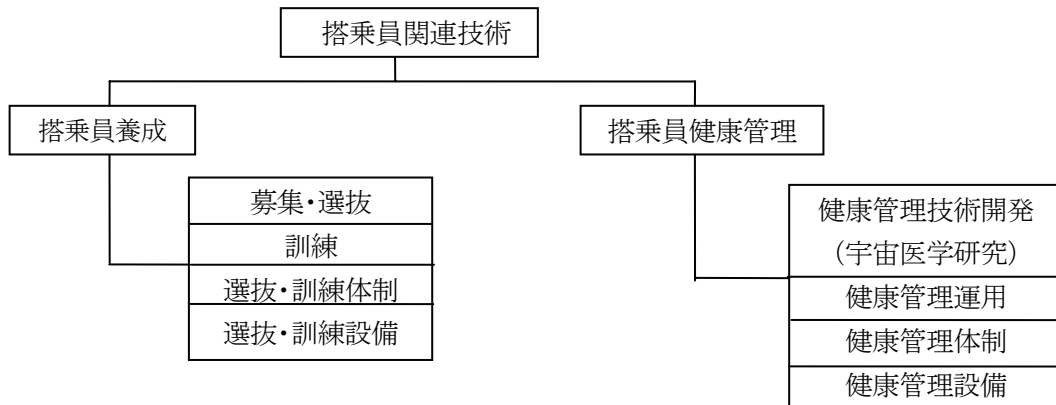 搭乗員関連技術
搭乗員養成
搭乗員健康管理
募集・選抜
訓練
選抜・訓練体制
選抜・訓練設備
健康管理技術開発
(宇宙医学研究)
健康管理運用
健康管理体制
健康管理設備